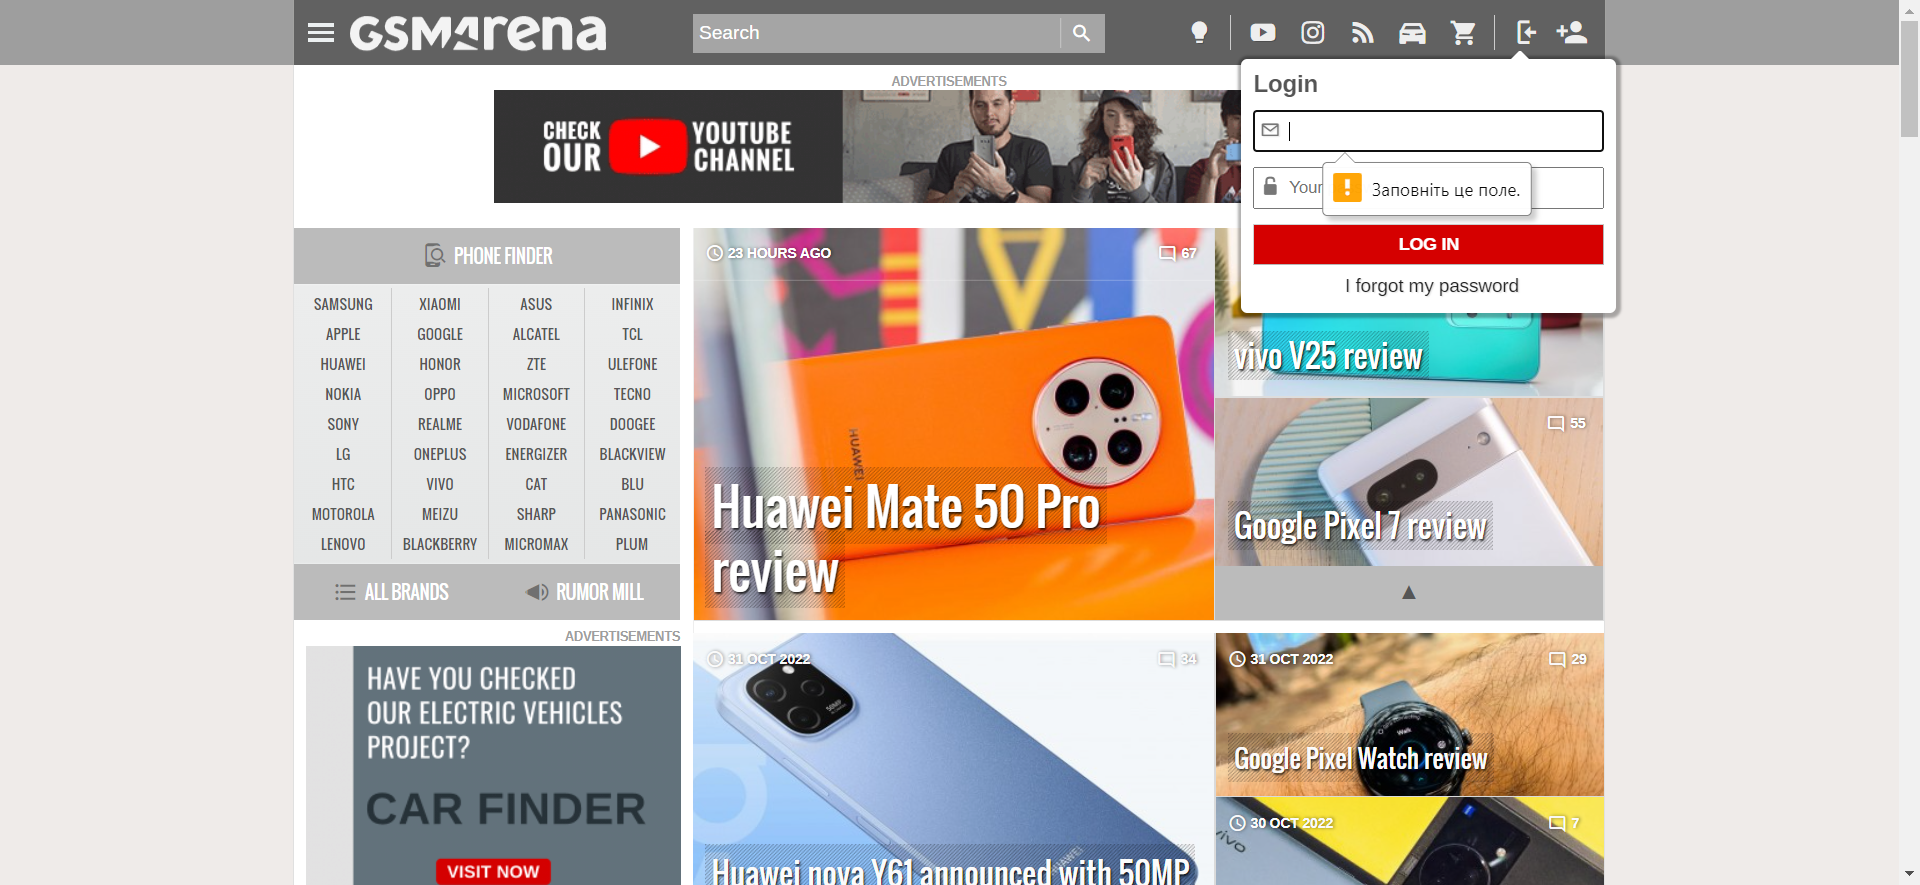 GSMArena
Search
ADVERTISEMENTS
CHECK
OUR
YOUTUBE
CHANNEL
Login
Your
Заповніть це поле.
LOG IN
I forgot my password
PHONE FINDER
SAMSUNG XIAOMI ASUS INFINIX
APPLE GOOGLE ALCATEL TCL
HUAWEI HONOR ZTE ULEFONE
NOKIA OPPO MICROSOFT TECNO
SONY REALME VODAFONE DOOGEE
LG ONEPLUS ENERGIZER BLACKVIEW
HTC VIVO CAT BLU
MOTOROLA MEIZU SHARP PANASONIC
LENOVO BLACKBERRY MICROMAX PLUM
ALL BRANDS RUMOR MILL
ADVERTISEMENTS
HAVE YOU CHECKED
OUR ELECTRIC VEHICLES
PROJECT?
CAR FINDER
VISIT NOW
23 HOURS AGO 67
HUAWEI
Huawei Mate 50 Pro
review
vivo V25 review
55
Google Pixel 7 review
▲
31 OCT 2022 34
50MP
HUAWEI
Huawei nova Y61 announced with 50MP
31 OCT 2022 29
Walk
Google Pixel Watch review
30 OCT 2022 7
vivo